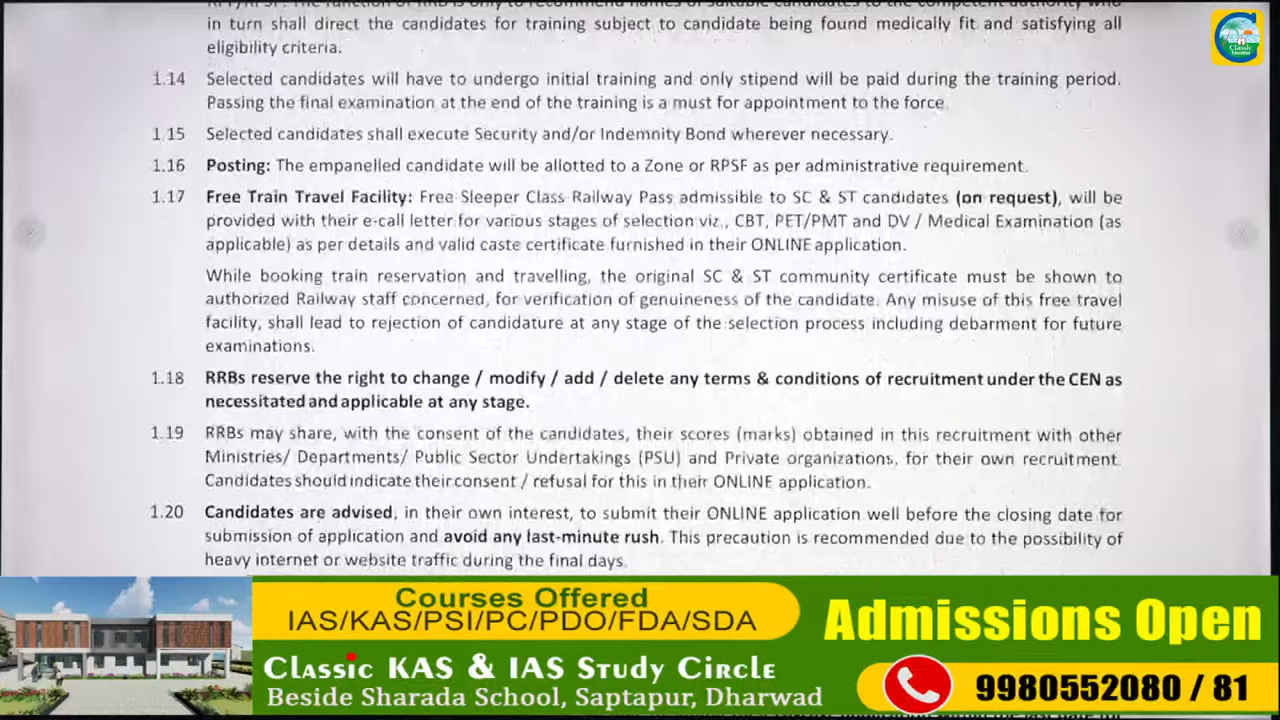 in turn shall direct the candidates for training subject to candidate being found medically fit and satisfying all
eligibility criteria.
1.14 Selected candidates will have to undergo initial training and only stipend will be paid during the training period.
Passing the final examination at the end of the training is a must for appointment to the force.
1.15 Selected candidates shall execute Security and/or Indemnity Bond wherever necessary.
1.16 Posting: The empanelled candidate will be allotted to a Zone or RPSF as per administrative requirement.
1.17 Free Train Travel Facility: Free Sleeper Class Railway Pass admissible to SC & ST candidates (on request), will be
provided with their e-call letter for various stages of selection viz., CBT, PET/PMT and DV / Medical Examination (as
applicable) as per details and valid caste certificate furnished in their ONLINE application.
While booking train reservation and travelling, the original SC & ST community certificate must be shown to
authorized Railway staff concerned, for verification of genuineness of the candidate. Any misuse of this free travel
facility, shall lead to rejection of candidature at any stage of the selection process including debarment for future
examinations.
1.18 RRBs reserve the right to change / modify / add / delete any terms & conditions of recruitment under the CEN as
necessitated and applicable at any stage.
1.19 RRBs may share, with the consent of the candidates, their scores (marks) obtained in this recruitment with other
Ministries/ Departments/ Public Sector Undertakings (PSU) and Private organizations, for their own recruitment.
Candidates should indicate their consent / refusal for this in their ONLINE application.
1.20 Candidates are advised, in their own interest, to submit their ONLINE application well before the closing date for
submission of application and avoid any last-minute rush. This precaution is recommended due to the possibility of
heavy internet or website traffic during the final days.
Classic
Education
Courses Offered
IAS/KAS/PSI/PC/PDO/FDA/SDA
Classic KAS & IAS Study Circle
Beside Sharada School, Saptapur, Dharwad
Admissions Open
9980552080 / 81